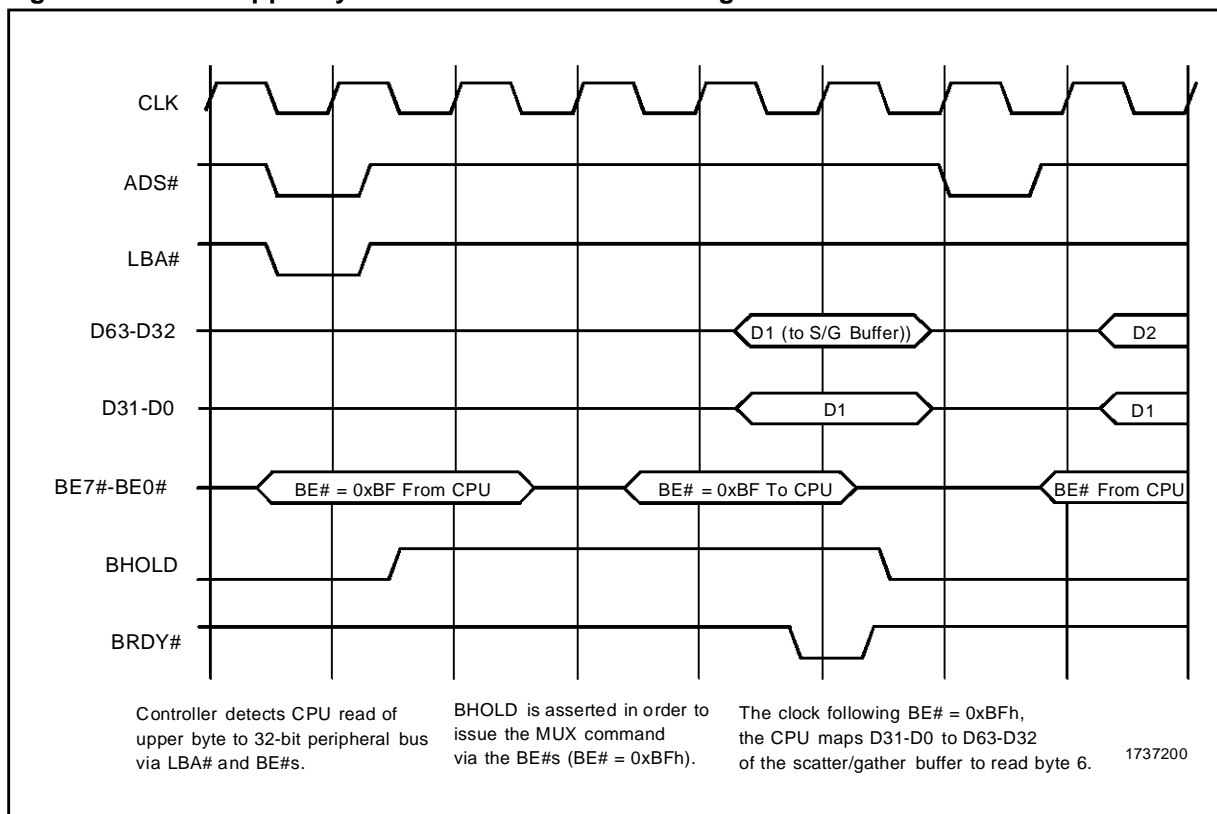 CLK
ADS#
LBA#
D63-D32
D1 (to S/G Buffer))
D2
D31-D0
D1
D1
BE7#-BE0#
BE# = 0xBF From CPU
BE# = 0xBF To CPU
BE# From CPU
BHOLD
BRDY#
Controller detects CPU read of
upper byte to 32-bit peripheral bus
via LBA# and BE#s.
BHOLD is asserted in order to
issue the MUX command
via the BE#s (BE# = 0xBFh).
The clock following BE# = 0xBFh,
the CPU maps D31-D0 to D63-D32
of the scatter/gather buffer to read byte 6.
1737200